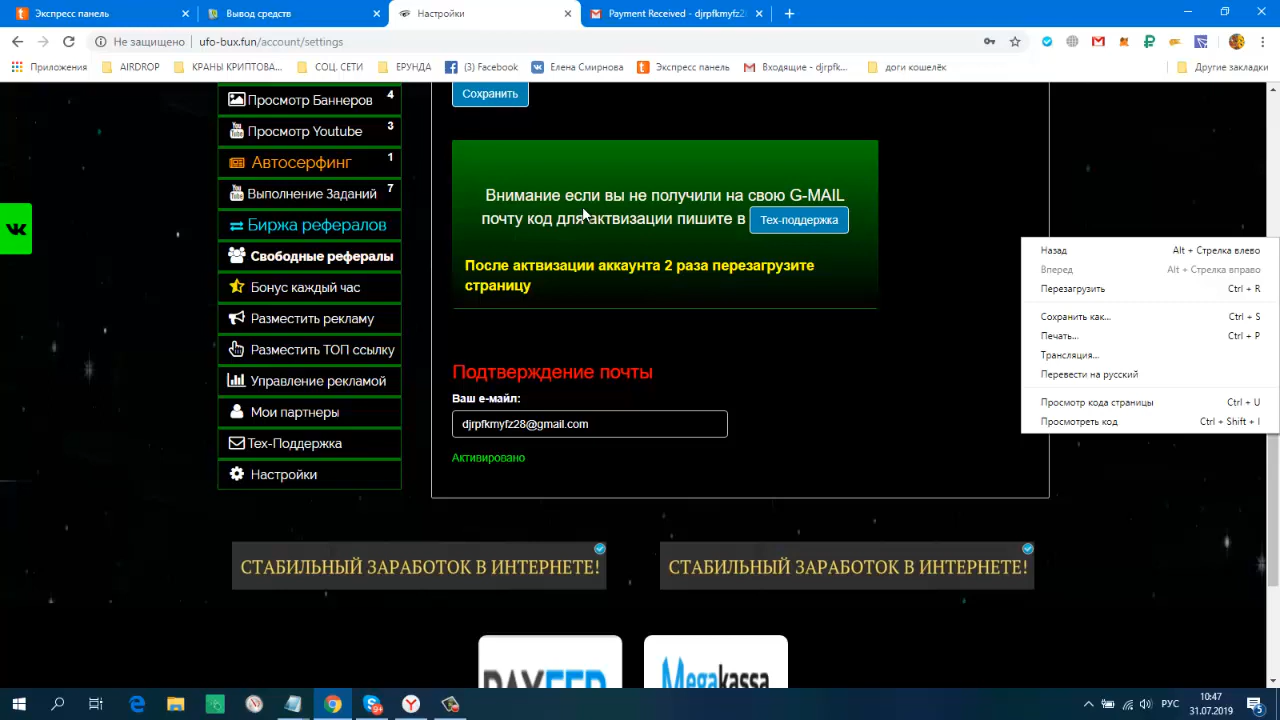 Экспресс панель
Вывод средств
Настройки
Payment Received - djrpfkmyfz2
Не защищено
ufo-bux.fun/account/settings
Приложения
AIRDROP
КРАНЫ КРИПТОВА...
СОЦ. СЕТИ
ЕРУНДА
(3) Facebook
Елена Смирнова
Экспресс панель
Входящие - djrpfk...
доги кошелёк
Другие закладки
Просмотр Баннеров 4
Просмотр Youtube 3
Автосерфинг 1
Выполнение Заданий 7
Биржа рефералов
Свободные рефералы
Бонус каждый час
Разместить рекламу
Разместить ТОП ссылку
Управление рекламой
Мои партнеры
Тех-Поддержка
Настройки
Сохранить
Внимание если вы не получили на свою G-MAIL
почту код для актвизации пишите в Тех-поддержка
После актвизации аккаунта 2 раза перезагрузите
страницу
Подтверждение почты
Ваш е-майл:
djrpfkmyfz28@gmail.com
Активировано
Назад Alt + Стрелка влево
Вперед Alt + Стрелка вправо
Перезагрузить Ctrl + R
Сохранить как... Ctrl + S
Печать... Ctrl + P
Трансляция...
Перевести на русский
Просмотр кода страницы Ctrl + U
Просмотреть код Ctrl + Shift + I
СТАБИЛЬНЫЙ ЗАРАБОТОК В ИНТЕРНЕТЕ!
СТАБИЛЬНЫЙ ЗАРАБОТОК В ИНТЕРНЕТЕ!
Megakassa
РУС
10:47
31.07.2019